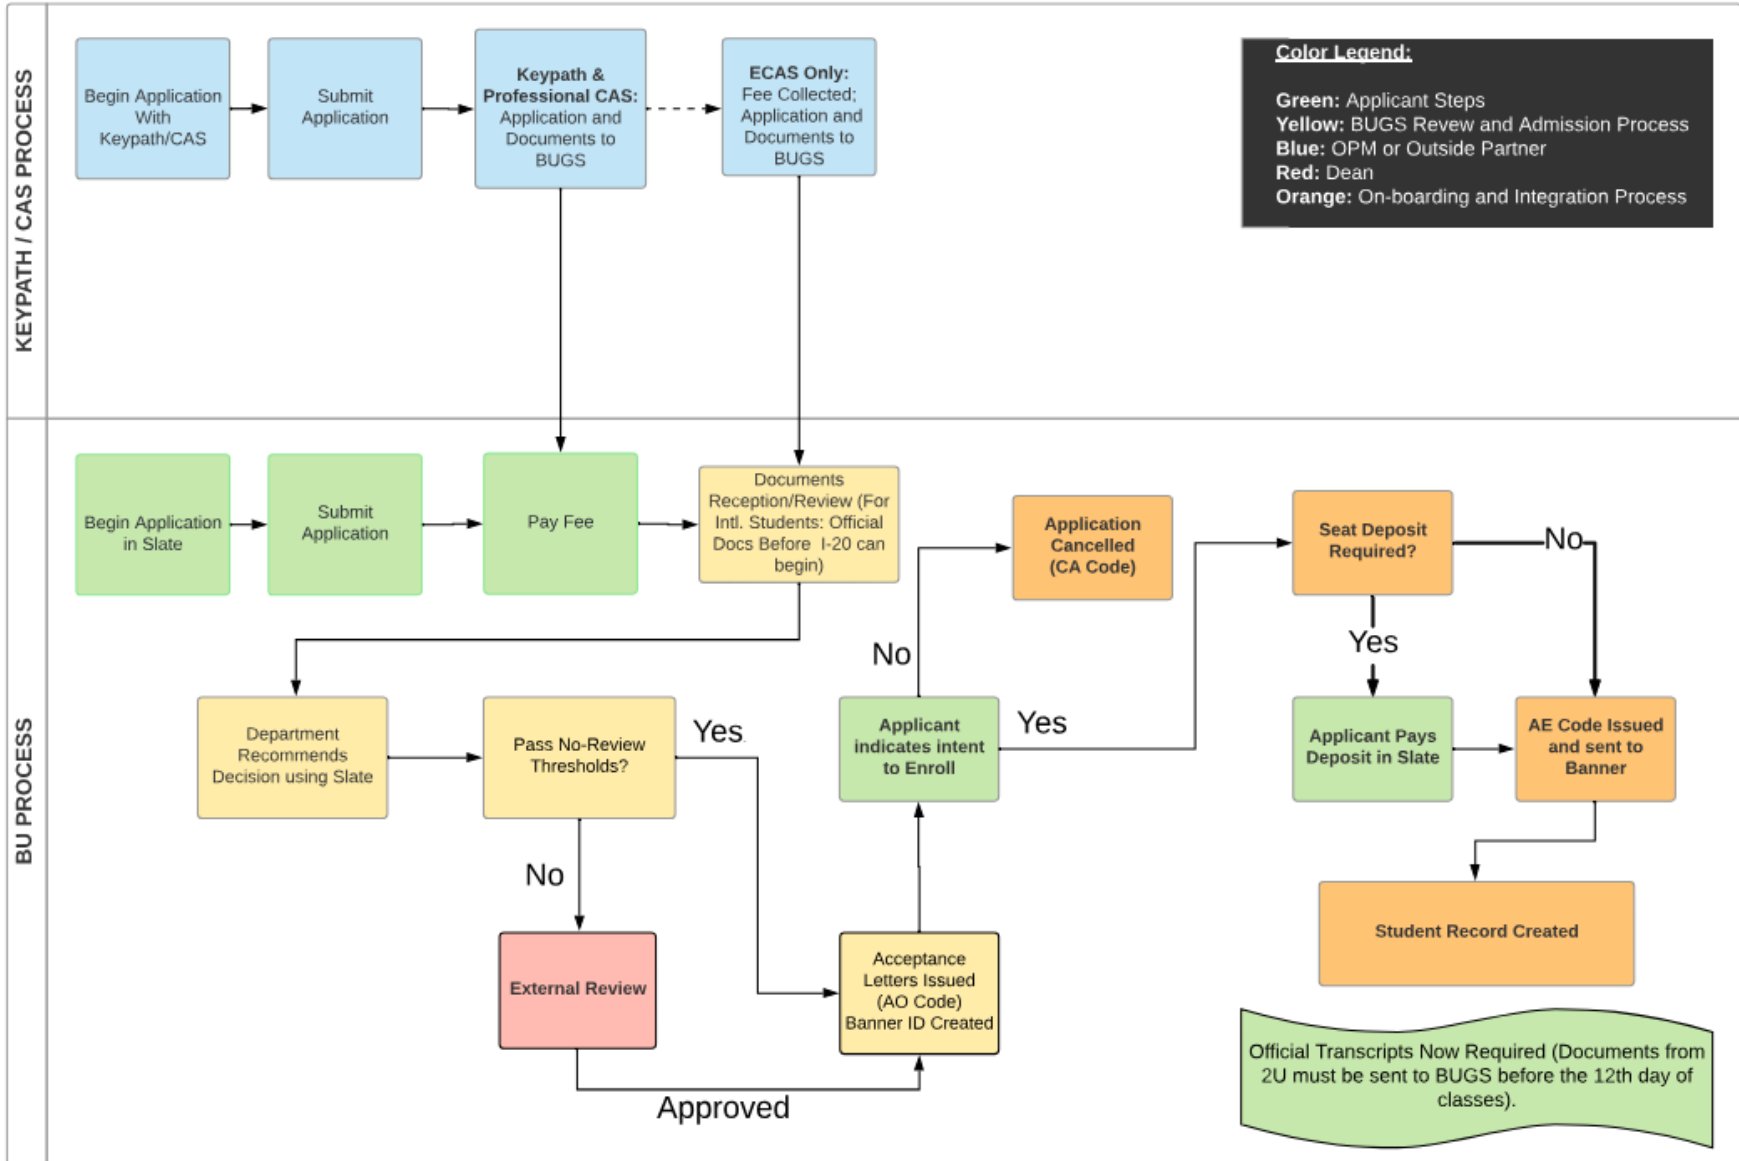 KEYPATH / CAS PROCESS
Begin Application
With
Keypath/CAS
Submit
Application
Keypath &
Professional CAS:
Application and
Documents to
BUGS
ECAS Only:
Fee Collected;
Application and
Documents to
BUGS
Color Legend:
Green: Applicant Steps
Yellow: BUGS Revew and Admission Process
Blue: OPM or Outside Partner
Red: Dean
Orange: On-boarding and Integration Process
BU PROCESS
Begin Application
in Slate
Submit
Application
Pay Fee
Documents
Reception/Review (For
Intl. Students: Official
Docs Before I-20 can
begin)
Application
Cancelled
(CA Code)
Seat Deposit
Required?
No
Yes
No
Department
Recommends
Decision using Slate
Pass No-Review
Thresholds?
Yes
Applicant
indicates intent
to Enroll
Yes
Applicant Pays
Deposit in Slate
AE Code Issued
and sent to
Banner
No
External Review
Acceptance
Letters Issued
(AO Code)
Banner ID Created
Student Record Created
Approved
Official Transcripts Now Required (Documents from
2U must be sent to BUGS before the 12th day of
classes).